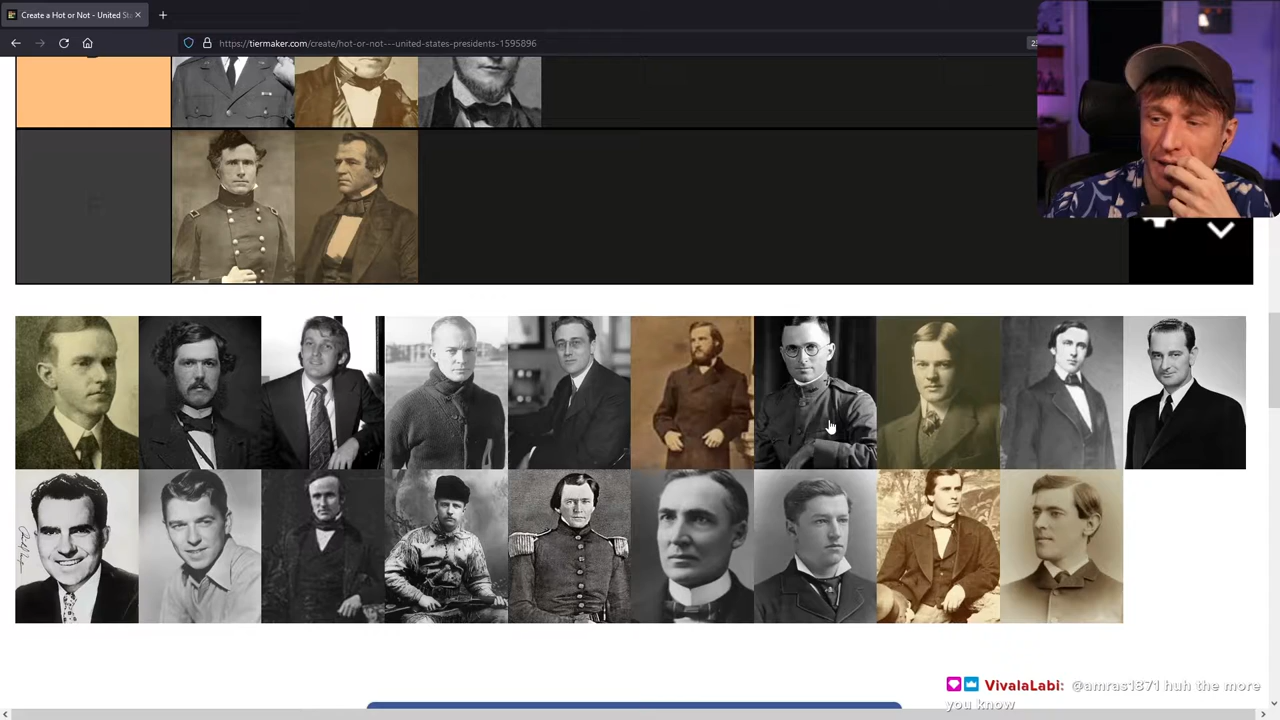 Create a Hot or Not - United St
https://tiermaker.com/create/hot-or-not---united-states-presidents-1595896
F
VivalaLabi: @amras1871 huh the more
you know